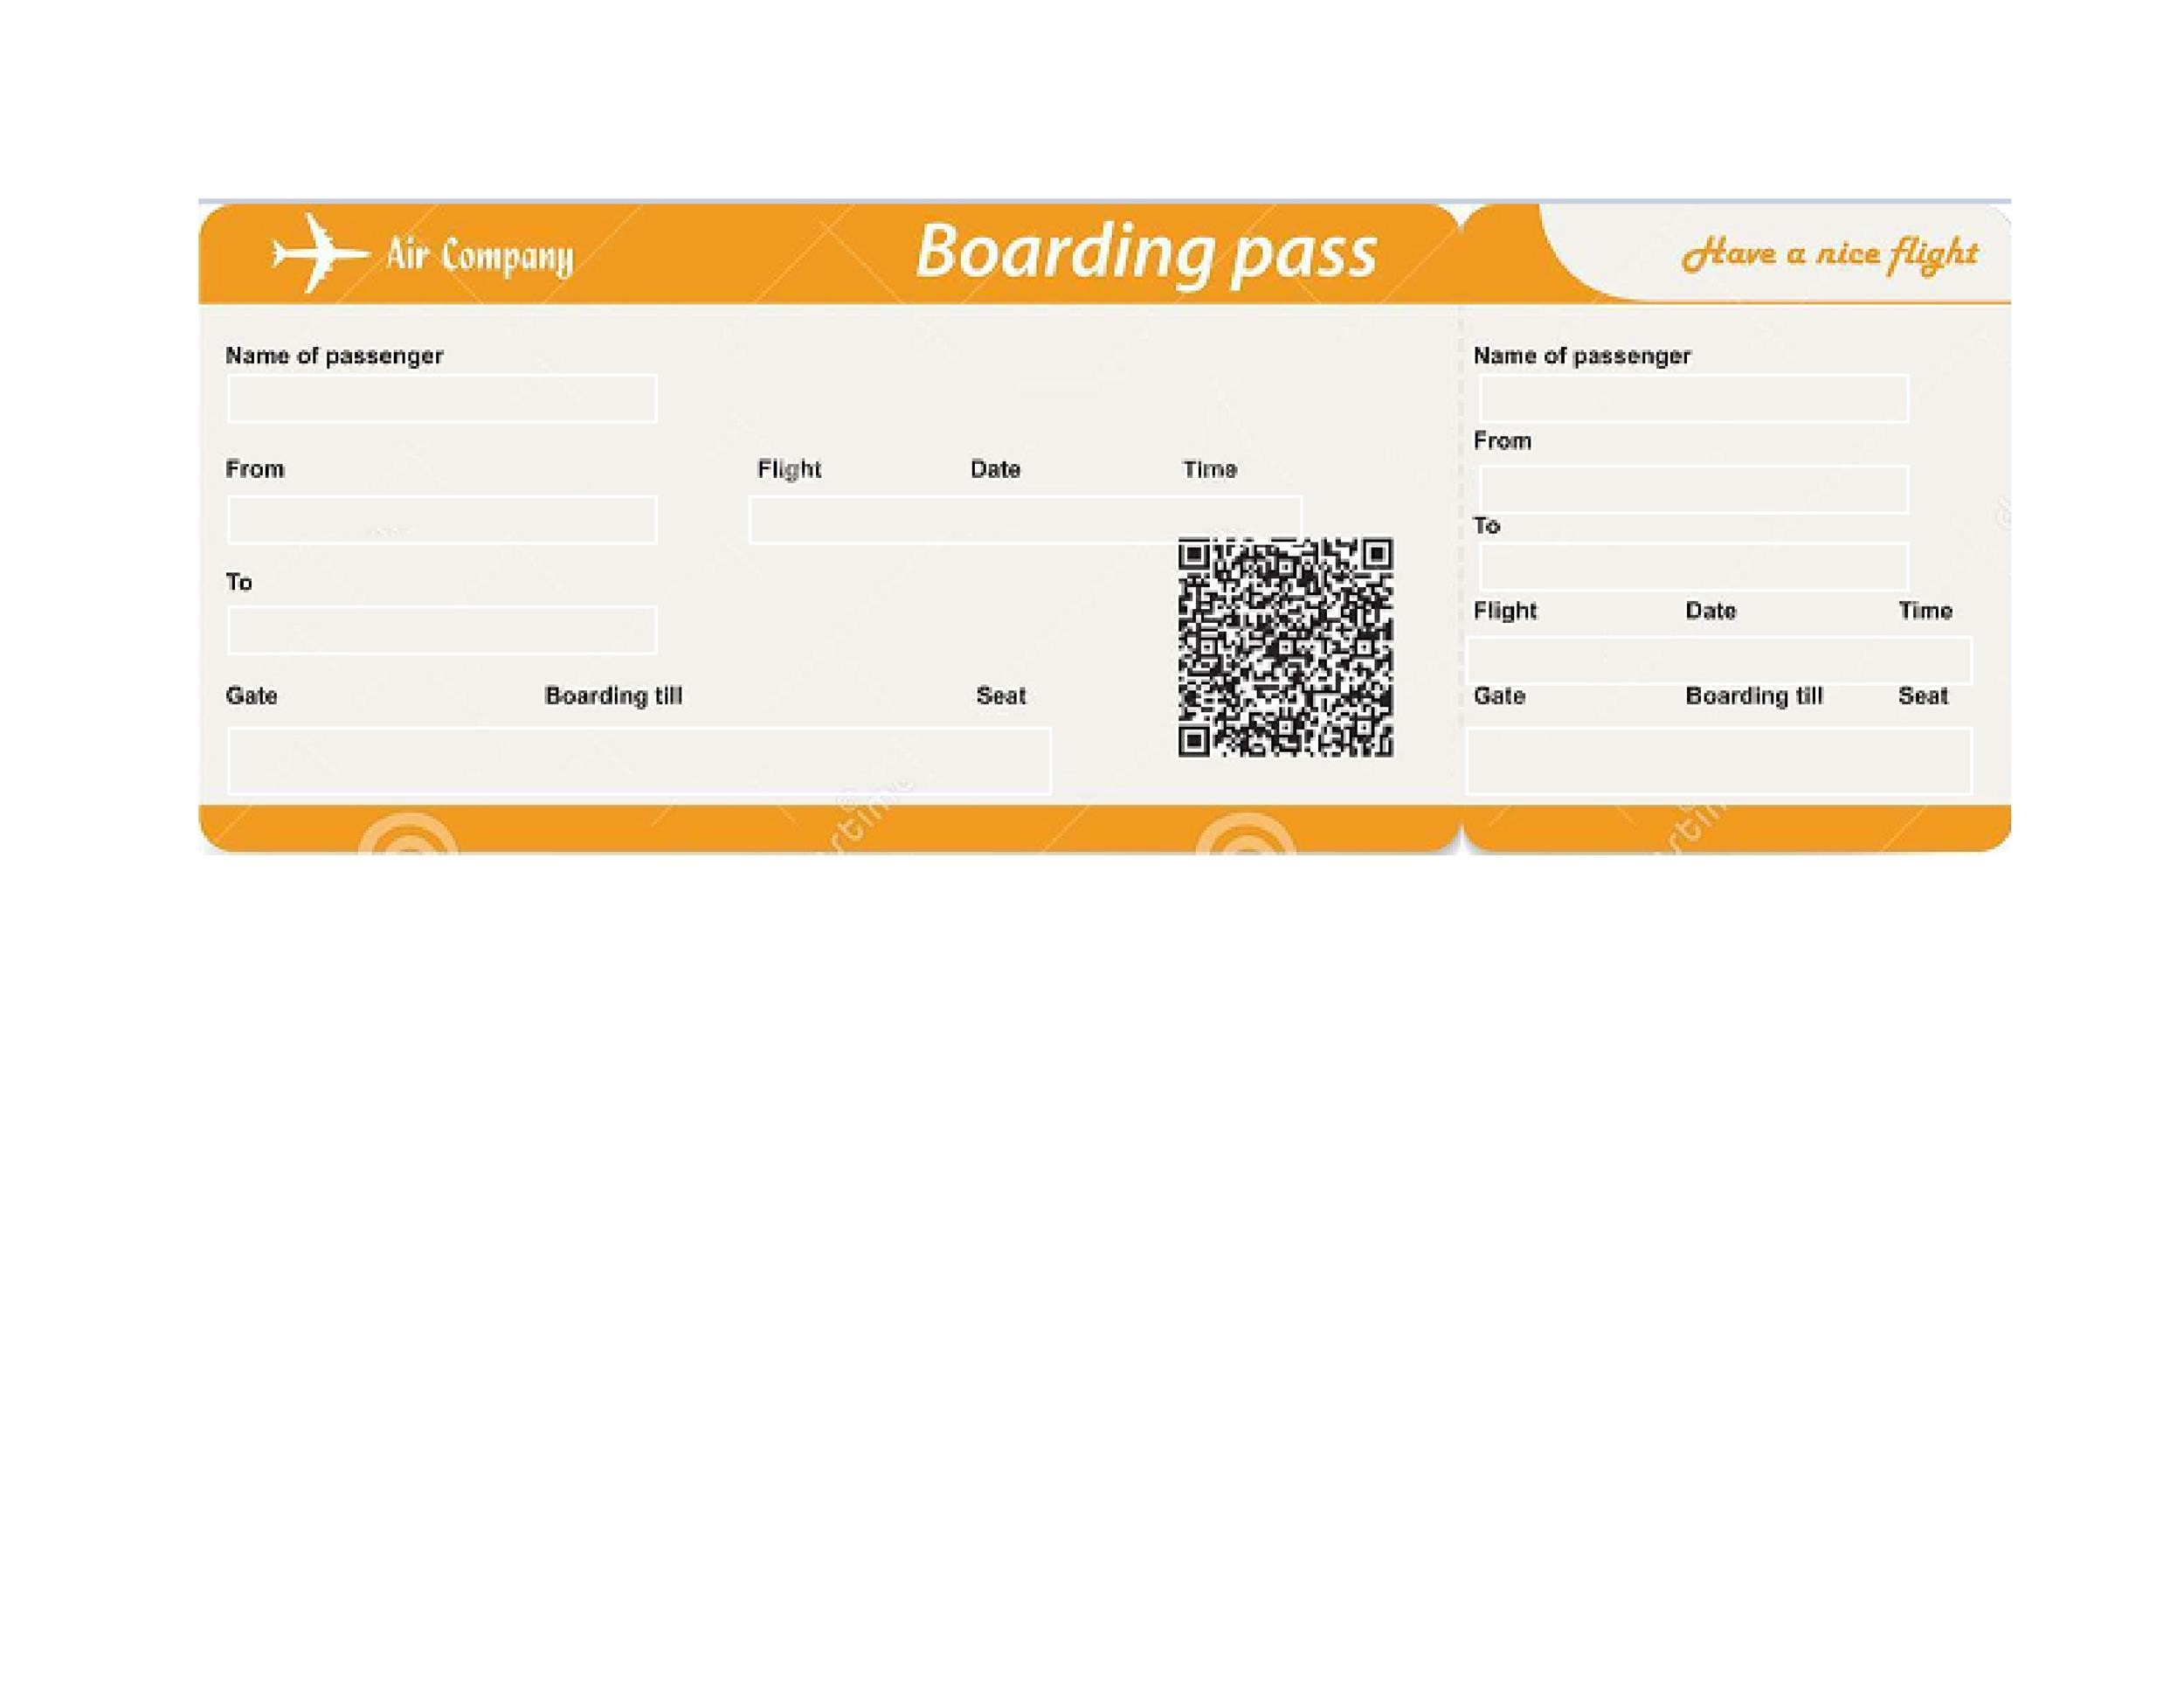 Air Company
Boarding pass
Name of passenger
From
Flight Date Time
To
Gate Boarding till Seat
Have a nice flight
Name of passenger
From
To
Flight Date Time
Gate Boarding till Seat